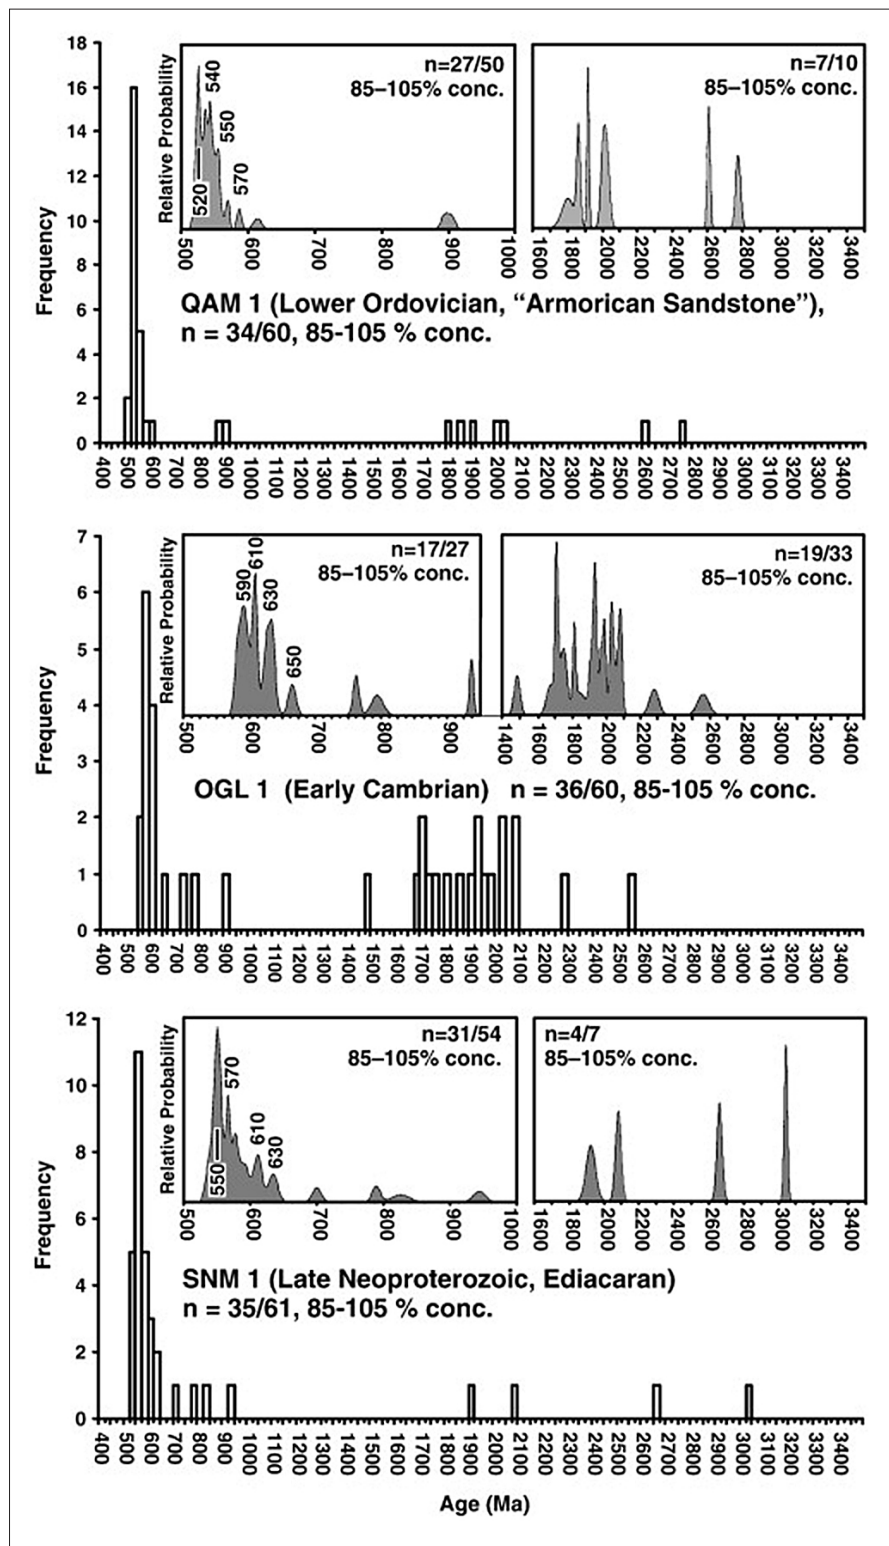 18
16
14
12
10
8
6
4
2
0
Frequency
Relative Probability
520
540
550
570
n=27/50
85–105% conc.
500 600 700 800 900 1000
n=7/10
85–105% conc.
1600 1800 2000 2200 2400 2600 2800 3000 3200 3400
QAM 1 (Lower Ordovician, “Armorican Sandstone”),
n = 34/60, 85-105 % conc.
400 500 600 700 800 900 1000 1100 1200 1300 1400 1500 1600 1700 1800 1900 2000 2100 2200 2300 2400 2500 2600 2700 2800 2900 3000 3100 3200 3300 3400
7
6
5
4
3
2
1
0
Frequency
Relative Probability
590
610
630
650
n=17/27
85–105% conc.
500 600 700 800 900
n=19/33
85–105% conc.
1400 1600 1800 2000 2200 2400 2600 2800 3000 3200 3400
OGL 1 (Early Cambrian) n = 36/60, 85-105 % conc.
400 500 600 700 800 900 1000 1100 1200 1300 1400 1500 1600 1700 1800 1900 2000 2100 2200 2300 2400 2500 2600 2700 2800 2900 3000 3100 3200 3300 3400
12
10
8
6
4
2
0
Frequency
Relative Probability
550
570
610
630
n=31/54
85–105% conc.
500 600 700 800 900 1000
n=4/7
85–105% conc.
1600 1800 2000 2200 2400 2600 2800 3000 3200 3400
SNM 1 (Late Neoproterozoic, Ediacaran)
n = 35/61, 85-105 % conc.
400 500 600 700 800 900 1000 1100 1200 1300 1400 1500 1600 1700 1800 1900 2000 2100 2200 2300 2400 2500 2600 2700 2800 2900 3000 3100 3200 3300 3400
Age (Ma)